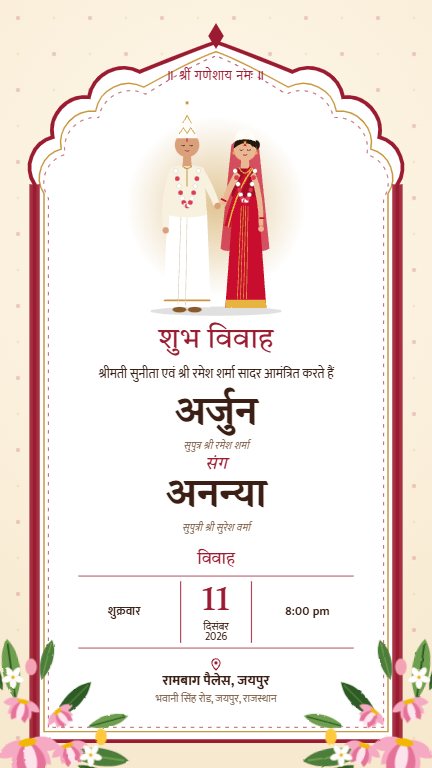 ॥ श्री गणेशाय नमः ॥
शुभ विवाह
श्रीमती सुनीता एवं श्री रमेश शर्मा सादर आमंत्रित करते हैं
अर्जुन
सुपुत्र श्री रमेश शर्मा
संग
अनन्या
सुपुत्री श्री सुरेश वर्मा
विवाह
शुक्रवार
11
दिसंबर
2026
8:00 pm
रामबाग पैलेस, जयपुर
भवानी सिंह रोड, जयपुर, राजस्थान